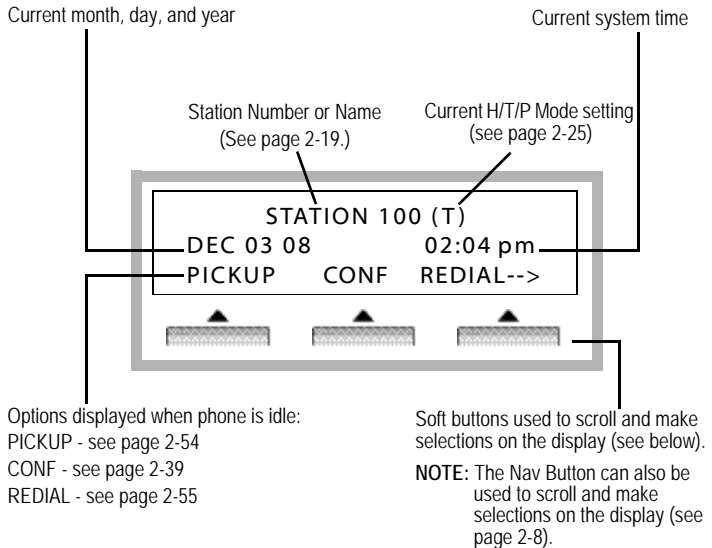 Current month, day, and year
Current system time
Station Number or Name
(See page 2-19.)
Current H/T/P Mode setting
(see page 2-25)
STATION 100 (T)
DEC 03 08 02:04 pm
PICKUP CONF REDIAL-->
Options displayed when phone is idle:
PICKUP - see page 2-54
CONF - see page 2-39
REDIAL - see page 2-55
Soft buttons used to scroll and make
selections on the display (see below).
NOTE: The Nav Button can also be
used to scroll and make
selections on the display (see
page 2-8).